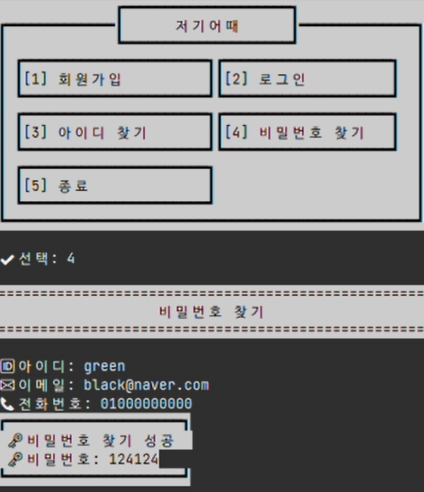 저기어때
[1] 회원가입 [2] 로그인
[3] 아이디 찾기 [4] 비밀번호 찾기
[5] 종료
✔선택: 4
비밀번호 찾기
🆔아이디: green
✉이메일: black@naver.com
📞전화번호: 01000000000
🔑비밀번호 찾기 성공
🔑비밀번호: 124124